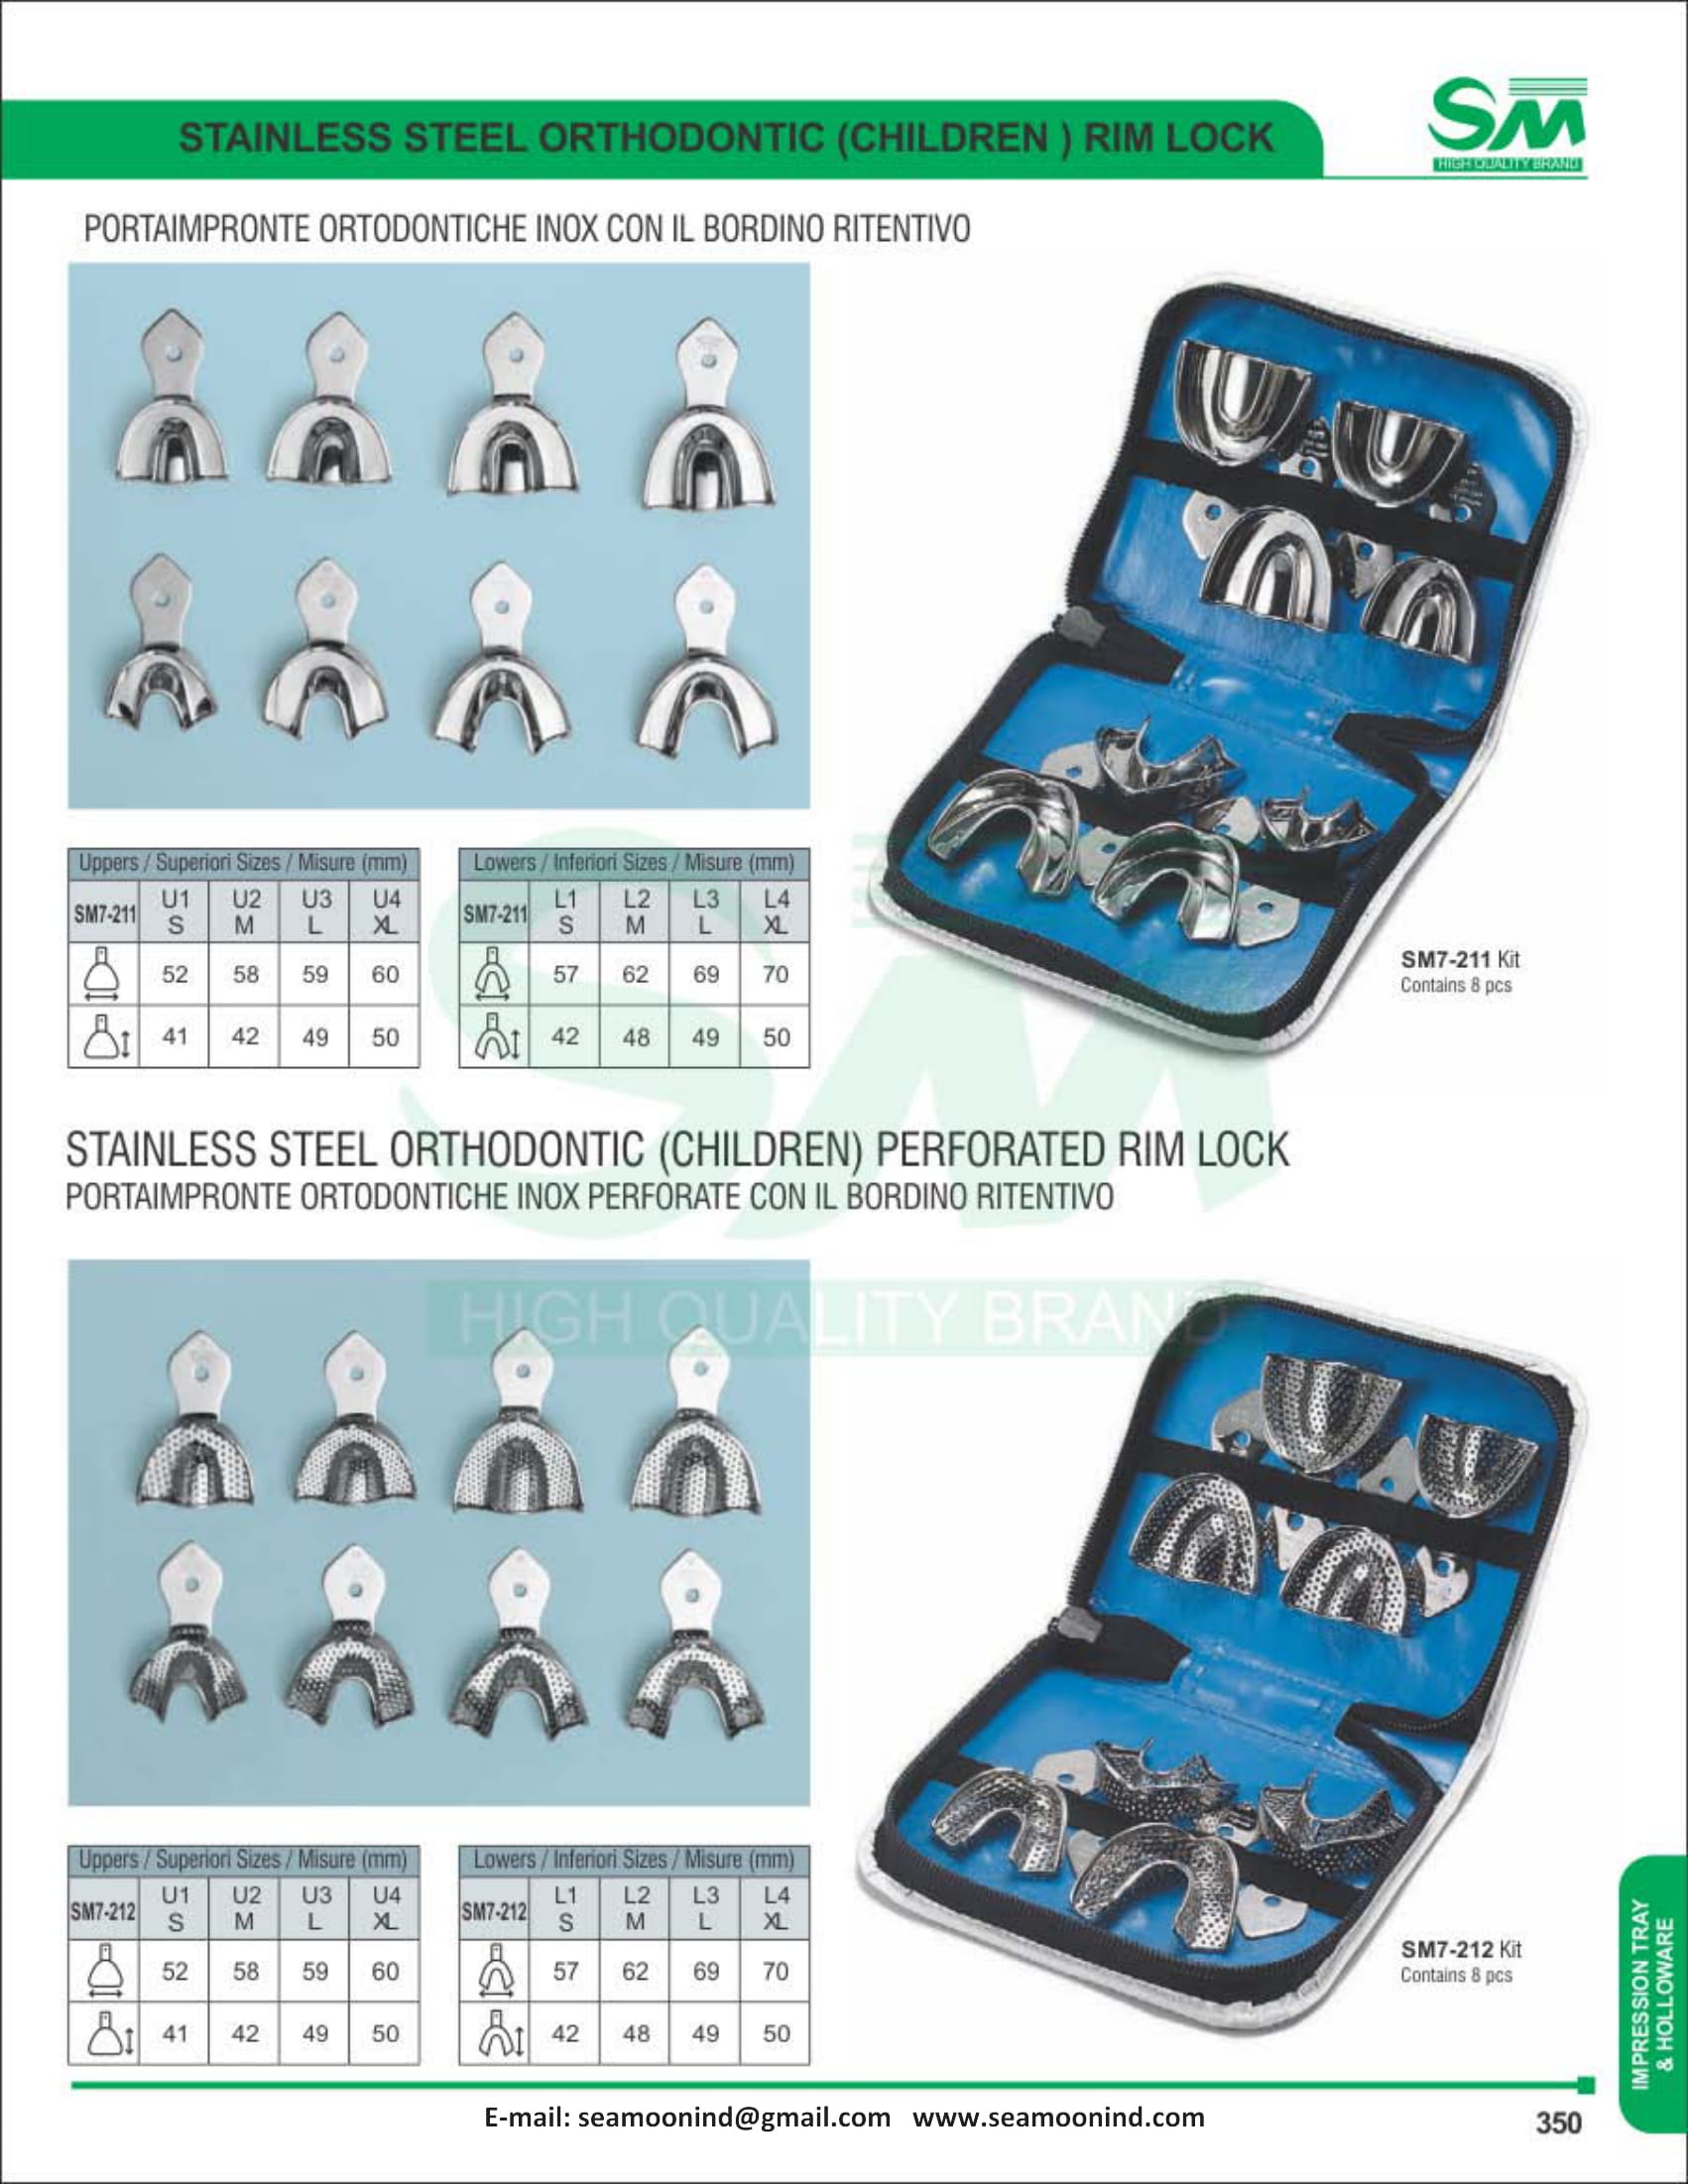 SM
HIGH QUALITY BRAND
STAINLESS STEEL ORTHODONTIC (CHILDREN ) RIM LOCK
PORTAIMPRONTE ORTODONTICHE INOX CON IL BORDINO RITENTIVO
Uppers / Superiori Sizes / Misure (mm)
SM7-211 U1 S U2 M U3 L U4 XL
52 58 59 60
41 42 49 50
Lowers / Inferiori Sizes / Misure (mm)
SM7-211 L1 S L2 M L3 L L4 XL
57 62 69 70
42 48 49 50
SM7-211 Kit
Contains 8 pcs
STAINLESS STEEL ORTHODONTIC (CHILDREN) PERFORATED RIM LOCK
PORTAIMPRONTE ORTODONTICHE INOX PERFORATE CON IL BORDINO RITENTIVO
SM
HIGH QUALITY BRAND
Uppers / Superiori Sizes / Misure (mm)
SM7-212 U1 S U2 M U3 L U4 XL
52 58 59 60
41 42 49 50
Lowers / Inferiori Sizes / Misure (mm)
SM7-212 L1 S L2 M L3 L L4 XL
57 62 69 70
42 48 49 50
SM7-212 Kit
Contains 8 pcs
IMPRESSION TRAY
& HOLLOWARE
E-mail: seamoonind@gmail.com www.seamoonind.com
350